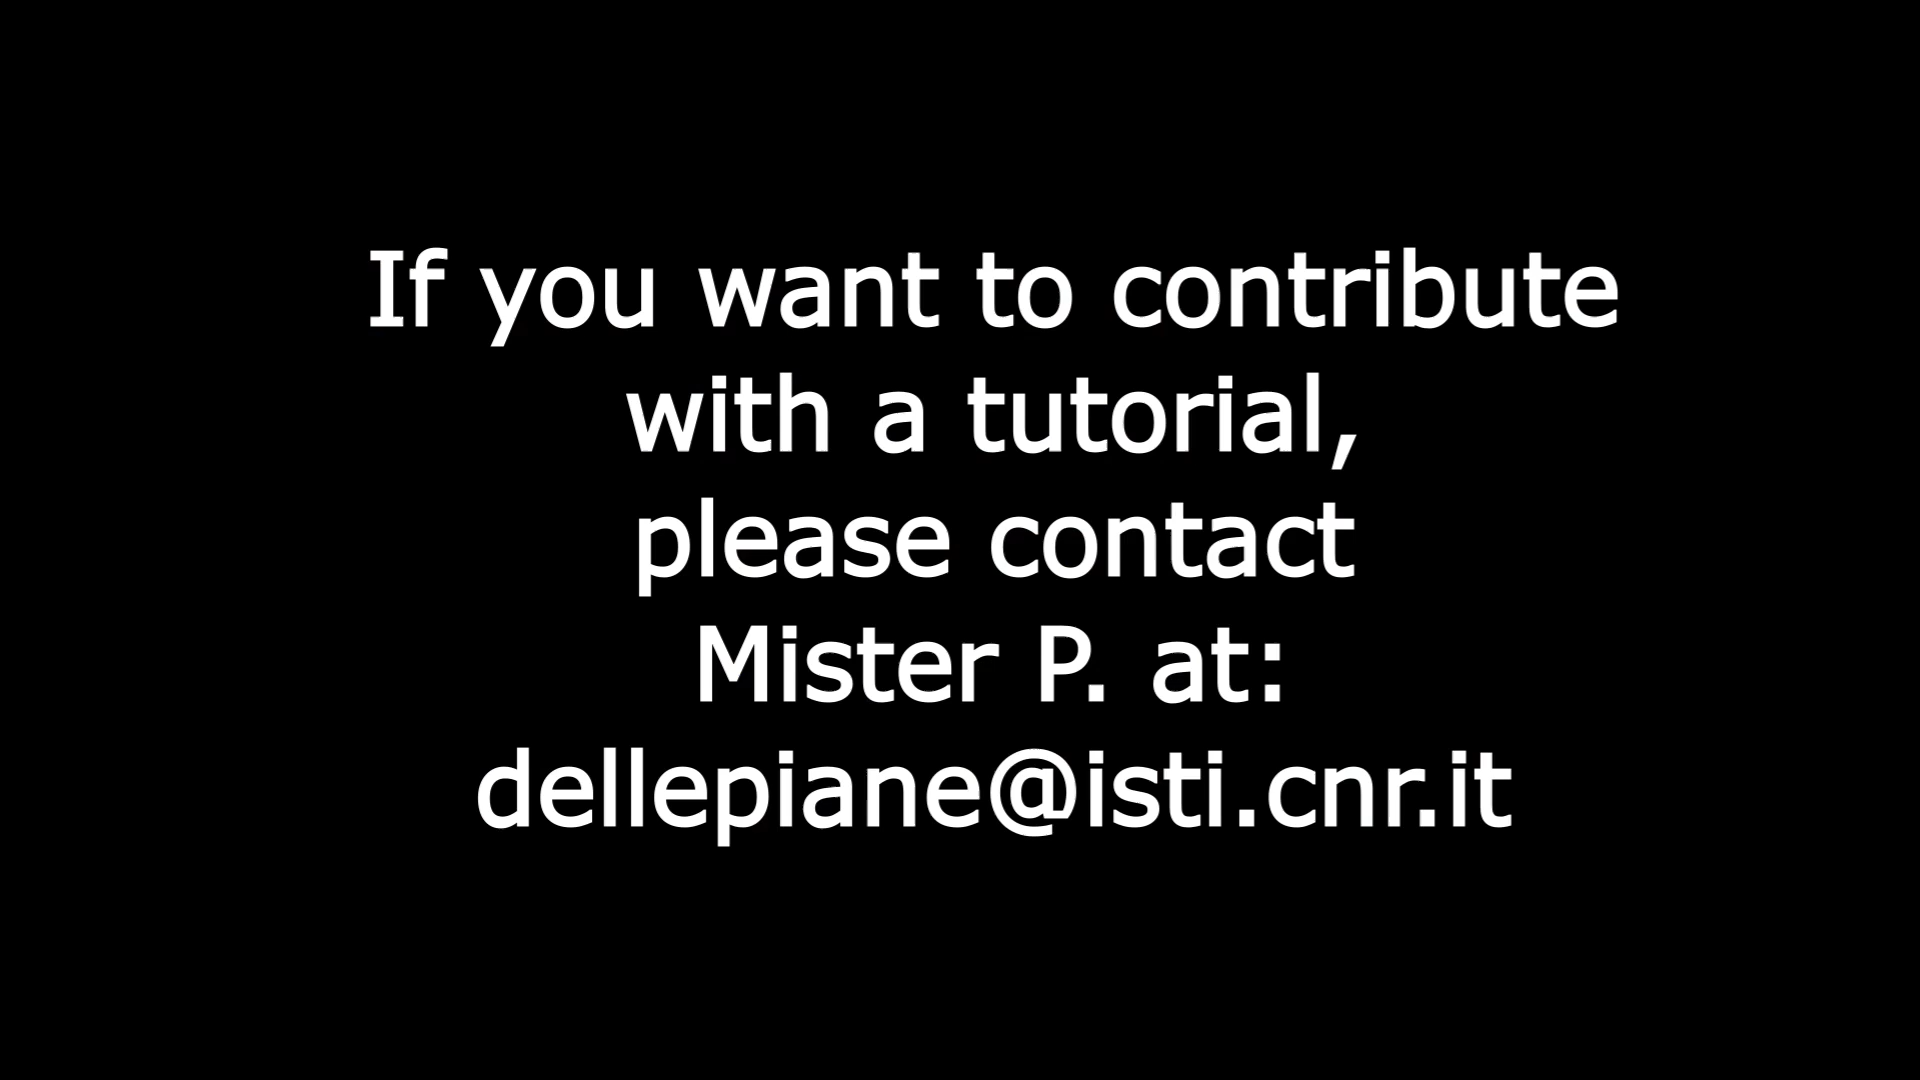 If you want to contribute
with a tutorial,
please contact
Mister P. at:
dellepiane@isti.cnr.it